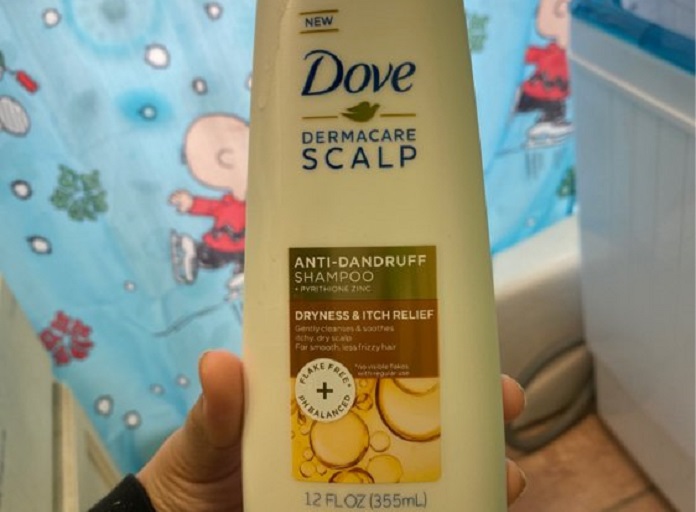 NEW
Dove
DERMACARE
SCALP
ANTI-DANDRUFF
SHAMPOO
+ PYRITHIONE ZINC
DRYNESS & ITCH RELIEF
Gently cleanses & soothes
itchy, dry scalp
For smooth, less frizzy hair
*No visible flakes
with regular use
FLAKE FREE*
+
PH BALANCED
12 FL OZ (355mL)